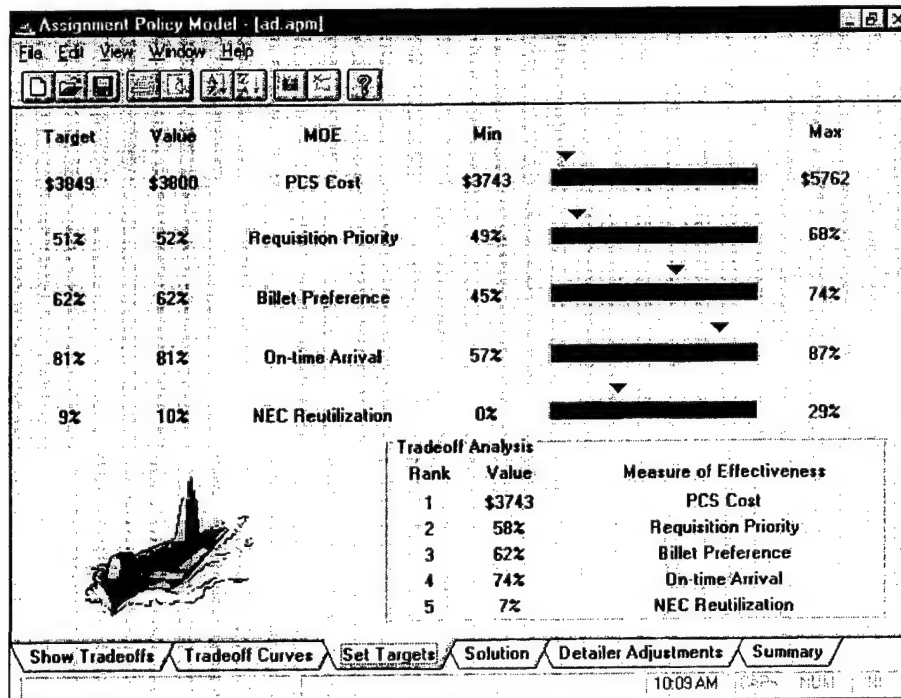 Assignment Policy Model - [ad.apm]
File Edit View Window Help
Target Value MOE Min Max
$3849 $3800 PCS Cost $3743 $5762
51% 52% Requisition Priority 49% 68%
62% 62% Billet Preference 45% 74%
81% 81% On-time Arrival 57% 87%
9% 10% NEC Reutilization 0% 29%
Tradeoff Analysis
Rank Value Measure of Effectiveness
1 $3743 PCS Cost
2 58% Requisition Priority
3 62% Billet Preference
4 74% On-time Arrival
5 7% NEC Reutilization
Show Tradeoffs Tradeoff Curves Set Targets Solution Detailer Adjustments Summary
10:09 AM CAPS NUM